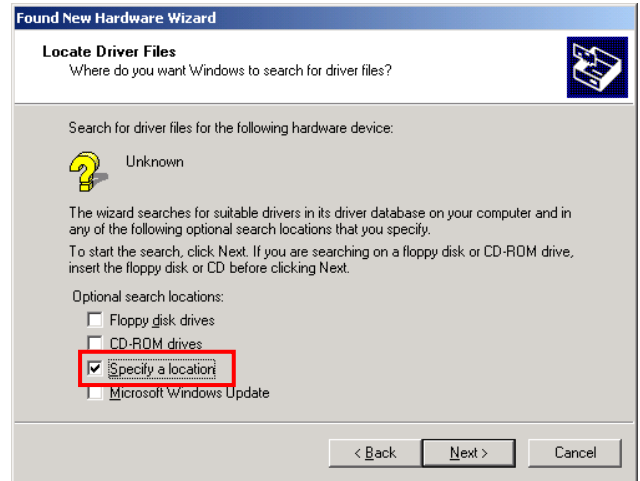 Found New Hardware Wizard
Locate Driver Files
Where do you want Windows to search for driver files?
Search for driver files for the following hardware device:
Unknown
The wizard searches for suitable drivers in its driver database on your computer and in
any of the following optional search locations that you specify.
To start the search, click Next. If you are searching on a floppy disk or CD-ROM drive,
insert the floppy disk or CD before clicking Next.
Optional search locations:
Floppy disk drives
CD-ROM drives
Specify a location
Microsoft Windows Update
< Back Next > Cancel